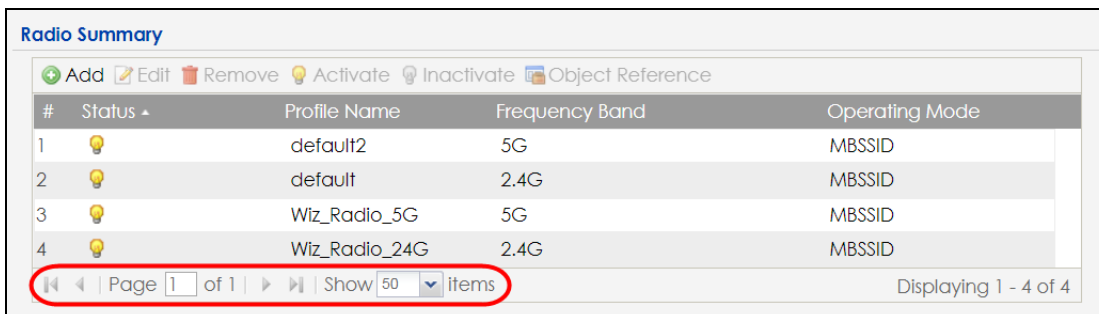 Radio Summary
Add Edit Remove Activate Inactivate Object Reference
# Status Profile Name Frequency Band Operating Mode
1 default2 5G MBSSID
2 default 2.4G MBSSID
3 Wiz_Radio_5G 5G MBSSID
4 Wiz_Radio_24G 2.4G MBSSID
Page 1 of 1 Show 50 items Displaying 1 - 4 of 4